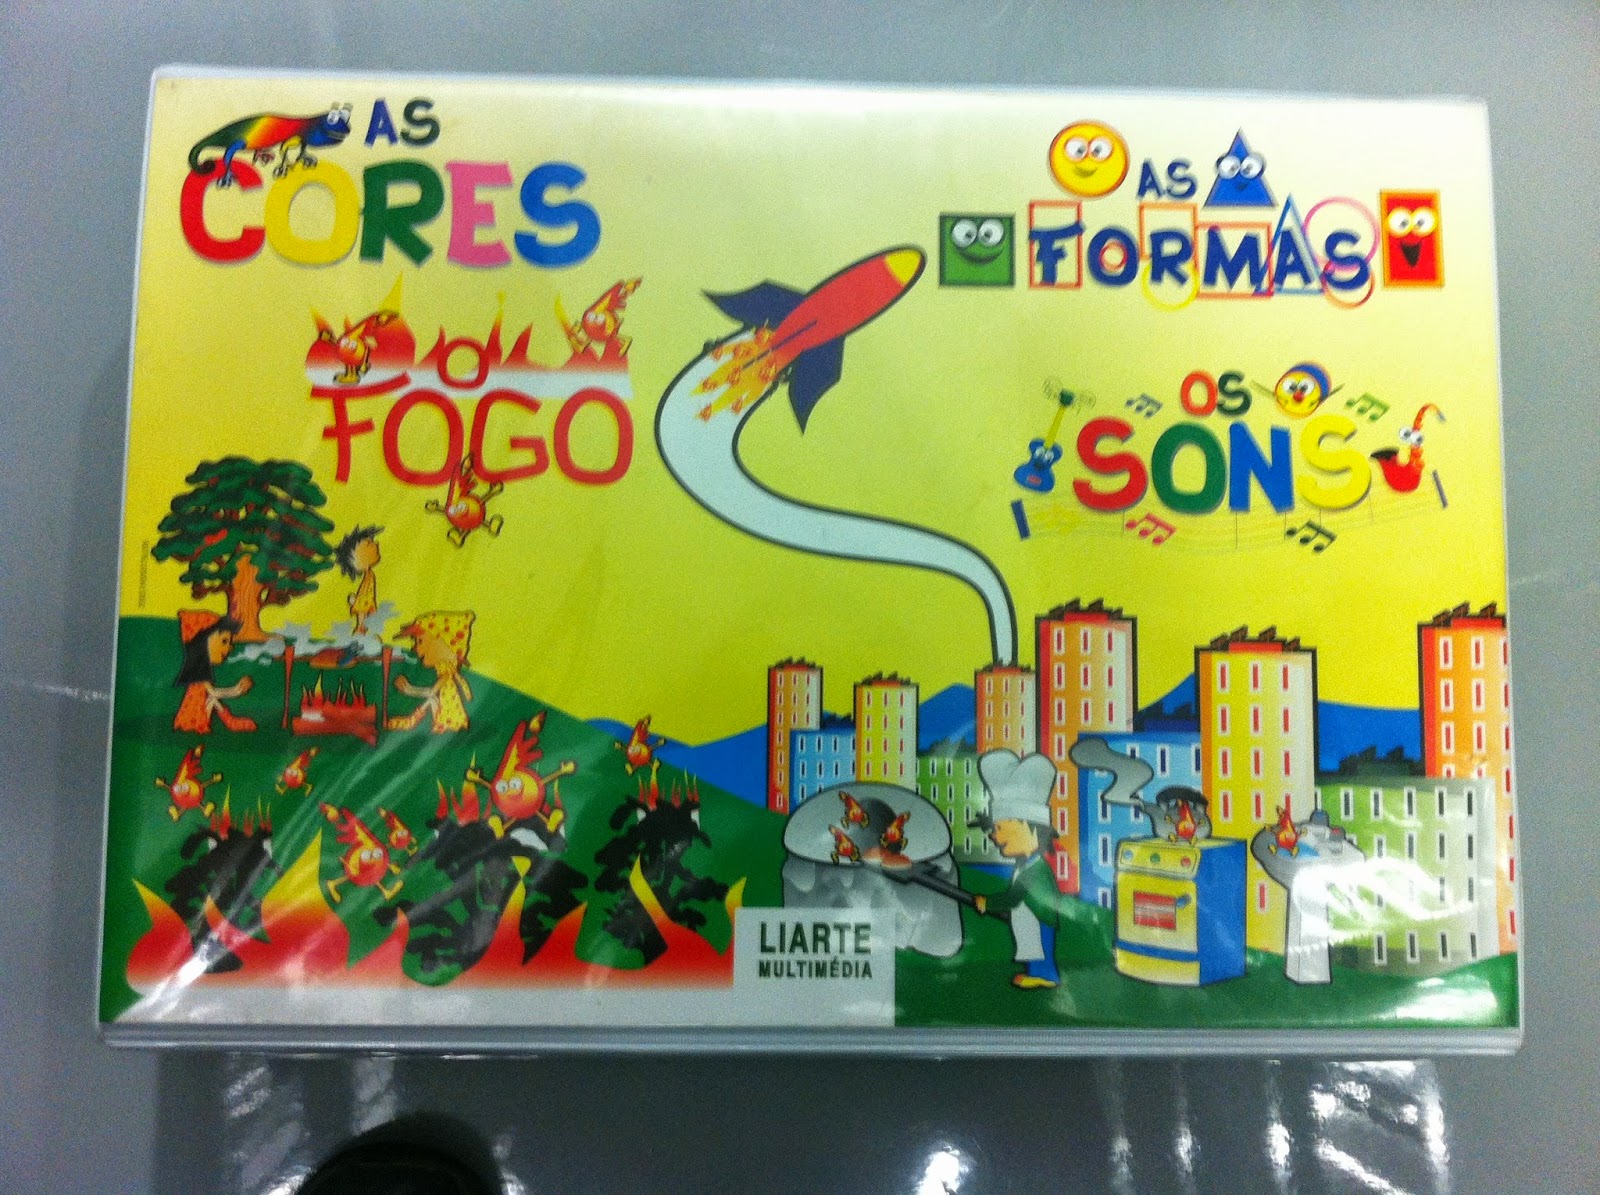 AS
CORES
O
FOGO
AS
FORMAS
OS
SONS
LIARTE
MULTIMÉDIA